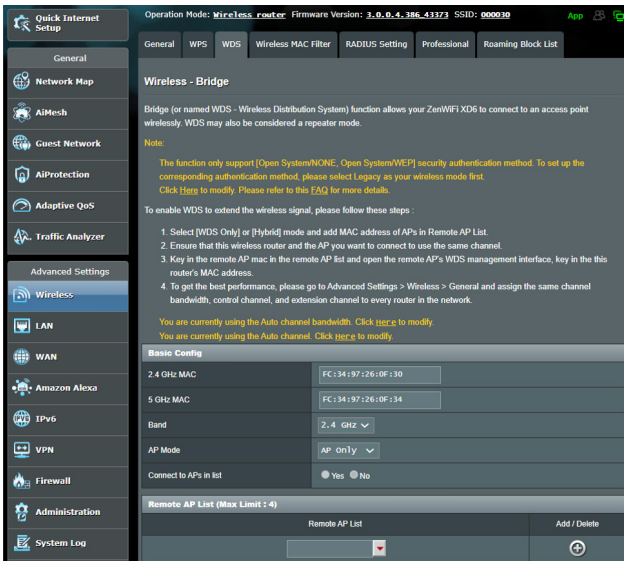 Quick Internet
Setup
Operation Mode: Wireless router Firmware Version: 3.0.0.4.386_43373 SSID: 000030
App
General
WPS
WDS
Wireless MAC Filter
RADIUS Setting
Professional
Roaming Block List
General
Network Map
AiMesh
Guest Network
AiProtection
Adaptive QoS
Traffic Analyzer
Advanced Settings
Wireless
LAN
WAN
Amazon Alexa
IPv6
VPN
Firewall
Administration
System Log
Wireless - Bridge
Bridge (or named WDS - Wireless Distribution System) function allows your ZenWiFi XD6 to connect to an access point
wirelessly. WDS may also be considered a repeater mode.
Note:
The function only support [Open System/NONE, Open System/WEP] security authentication method. To set up the
corresponding authentication method, please select Legacy as your wireless mode first.
Click Here to modify. Please refer to this FAQ for more details.
To enable WDS to extend the wireless signal, please follow these steps :
1. Select [WDS Only] or [Hybrid] mode and add MAC address of APs in Remote AP List.
2. Ensure that this wireless router and the AP you want to connect to use the same channel.
3. Key in the remote AP mac in the remote AP list and open the remote AP's WDS management interface, key in the this
router's MAC address.
4. To get the best performance, please go to Advanced Settings > Wireless > General and assign the same channel
bandwidth, control channel, and extension channel to every router in the network.
You are currently using the Auto channel bandwidth. Click Here to modify.
You are currently using the Auto channel. Click Here to modify.
Basic Config
2.4 GHz MAC
FC:34:97:26:0F:30
5 GHz MAC
FC:34:97:26:0F:34
Band
2.4 GHz
AP Mode
AP Only
Connect to APs in list
Yes No
Remote AP List (Max Limit : 4)
Remote AP List
Add / Delete